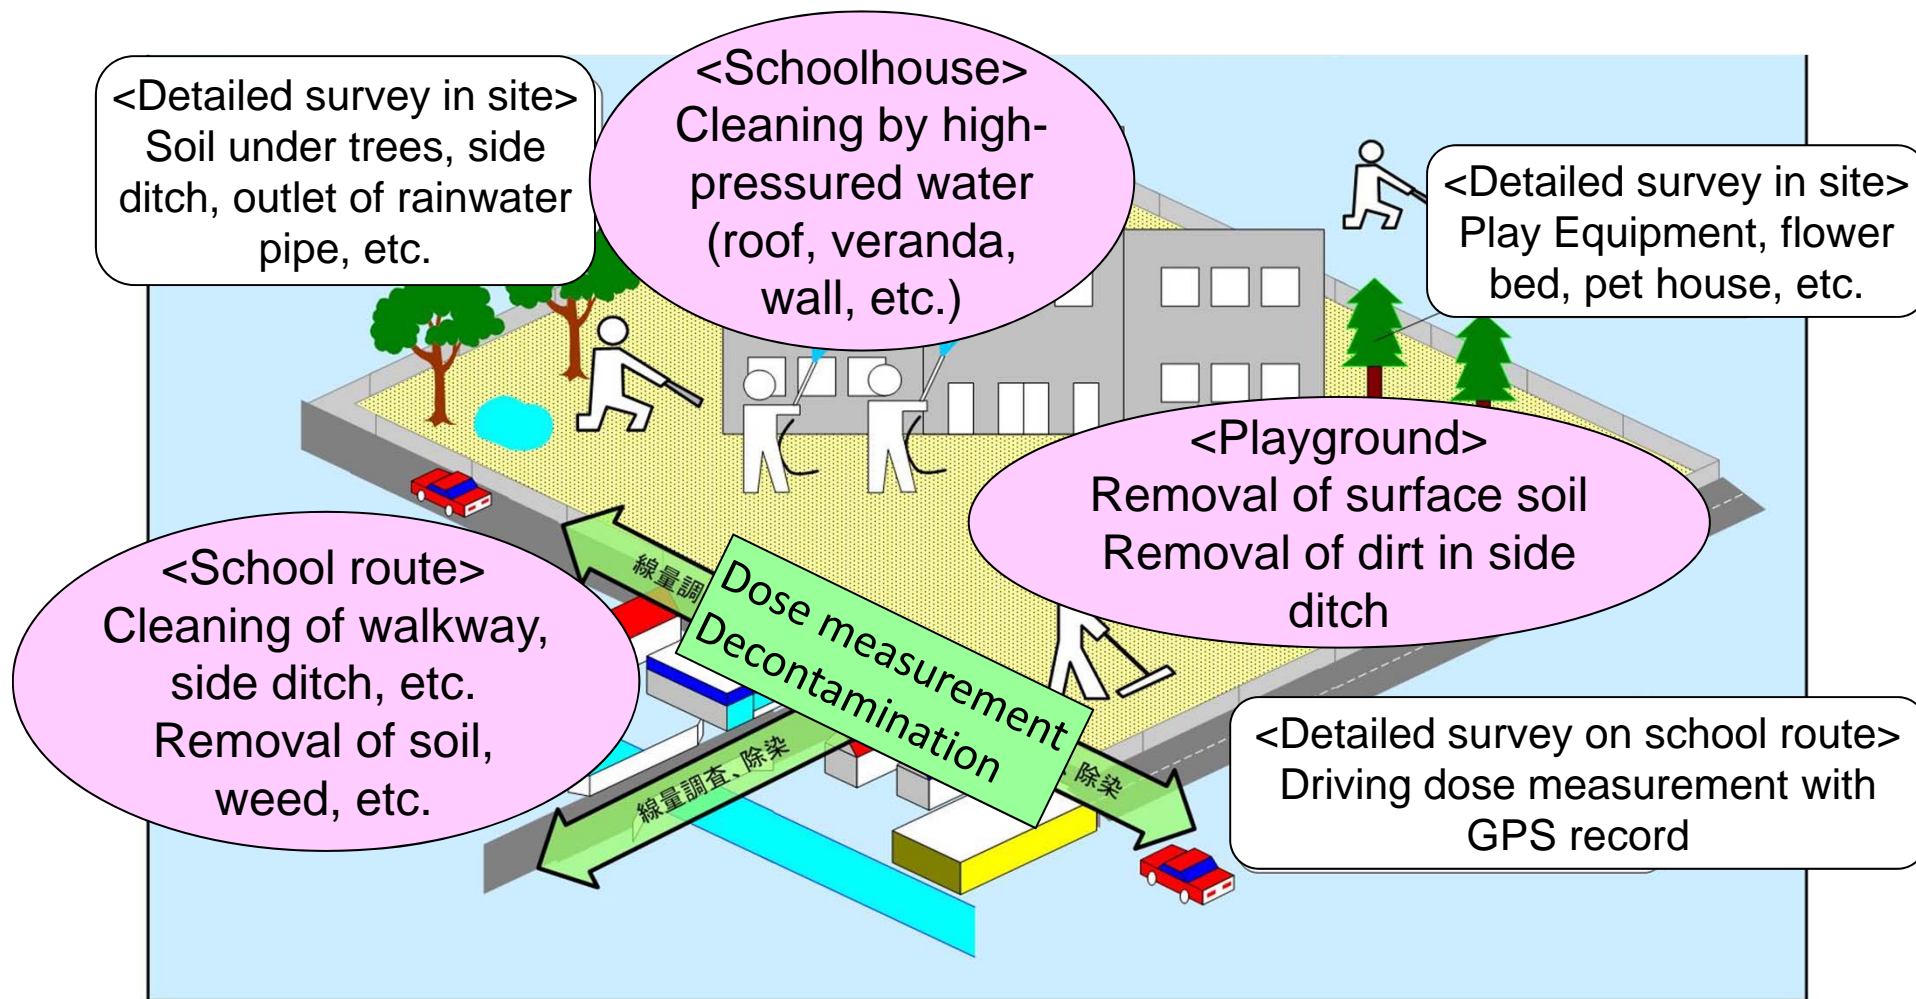 <Detailed survey in site>
Soil under trees, side
ditch, outlet of rainwater
pipe, etc.
<Schoolhouse>
Cleaning by high-
pressured water
(roof, veranda,
wall, etc.)
<Detailed survey in site>
Play Equipment, flower
bed, pet house, etc.
<Playground>
Removal of surface soil
Removal of dirt in side
ditch
<School route>
Cleaning of walkway,
side ditch, etc.
Removal of soil,
weed, etc.
線量調
Dose measurement
Decontamination
線量調査、除染
除染
<Detailed survey on school route>
Driving dose measurement with
GPS record